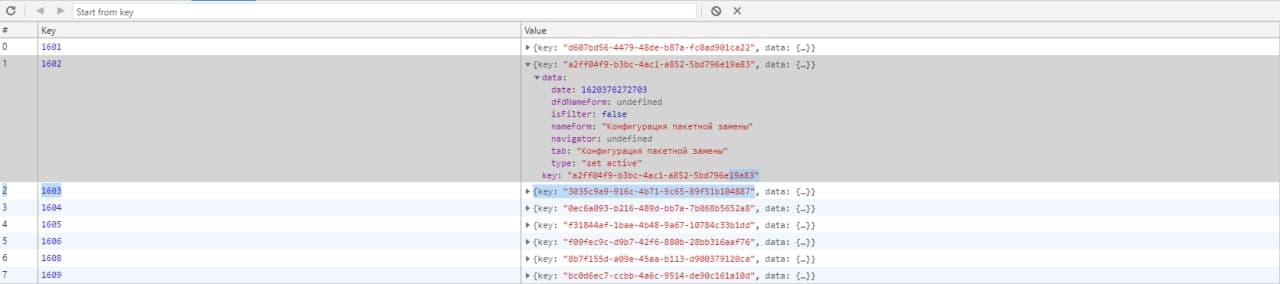 Start from key
# Key Value
0 1601 {key: "d607bd56-4479-48de-b87a-fc0ad901ca22", data: {…}}
1 1602 {key: "a2ff04f9-b3bc-4ac1-a852-5bd796e19a83", data: {…}}
data:
date: 1620376272703
dfdNameForm: undefined
isFilter: false
nameForm: "Конфигурация пакетной замены"
navigator: undefined
tab: "Конфигурация пакетной замены"
type: "set active"
key: "a2ff04f9-b3bc-4ac1-a852-5bd796e19a83"
2 1603 {key: "3035c9a9-916c-4b71-9c65-89f51b104887", data: {…}}
3 1604 {key: "0ec6a093-b216-489d-bb7a-7b068b5652a8", data: {…}}
4 1605 {key: "f31844af-1bae-4b48-9a67-10784c33b1dd", data: {…}}
5 1606 {key: "f09fec9c-d9b7-42f6-880b-28bb316aaf76", data: {…}}
6 1608 {key: "8b7f155d-a09e-45aa-b113-d900379120ca", data: {…}}
7 1609 {key: "bc0d6ec7-ccbb-4a6c-9514-de90c161a10d", data: {…}}